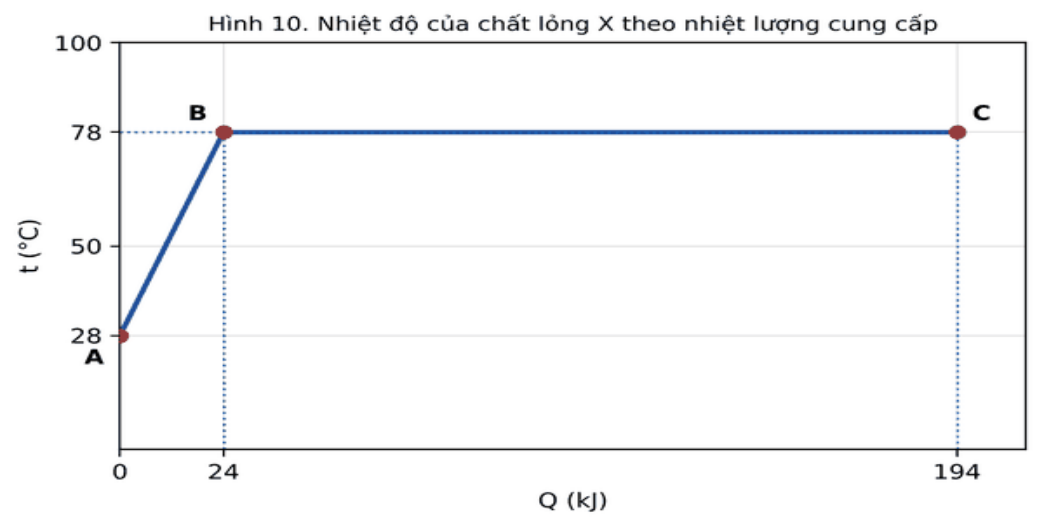 Hình 10. Nhiệt độ của chất lỏng X theo nhiệt lượng cung cấp
100
B
C
78
t (°C)
50
28
A
0 24 194
Q (kJ)